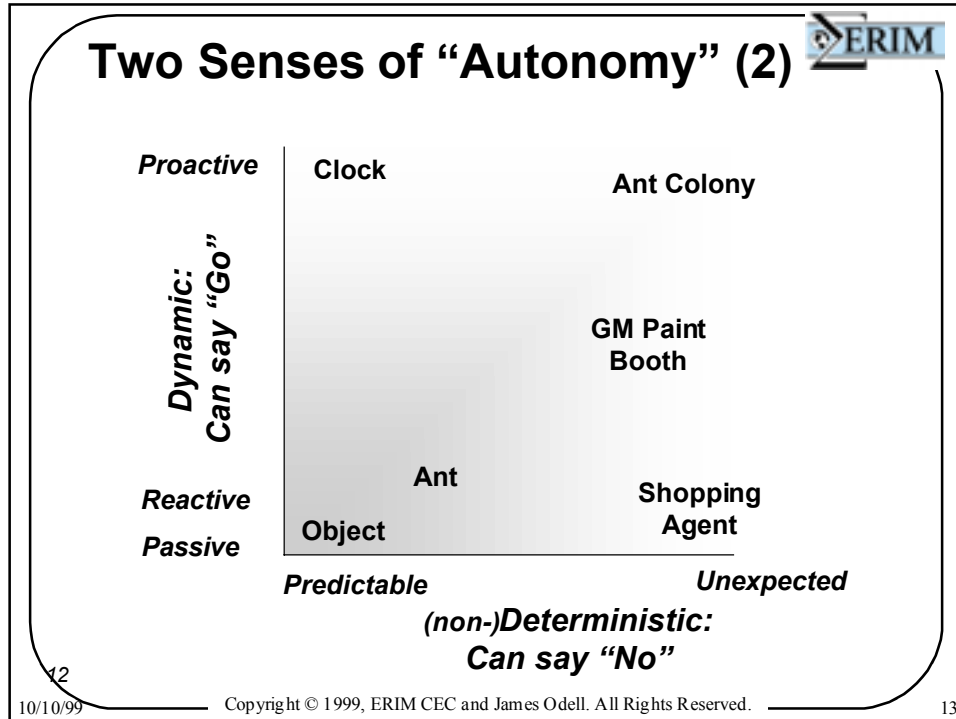 Two Senses of “Autonomy” (2)
ERIM
Proactive
Clock
Ant Colony
Dynamic:
Can say “Go”
GM Paint
Booth
Ant
Reactive
Shopping
Agent
Object
Passive
Predictable
Unexpected
(non-)Deterministic:
Can say “No”
12
10/10/99
Copyright © 1999, ERIM CEC and James Odell. All Rights Reserved.
13